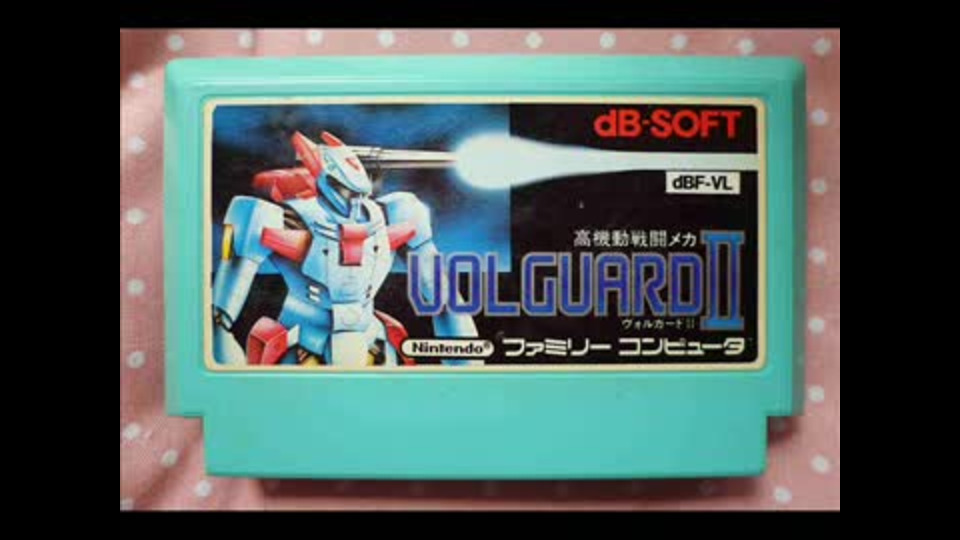 dB-SOFT
dBF-VL
高機動戦闘メカ
VOLGUARD II
ヴォルガードII
Nintendo® ファミリーコンピュータ